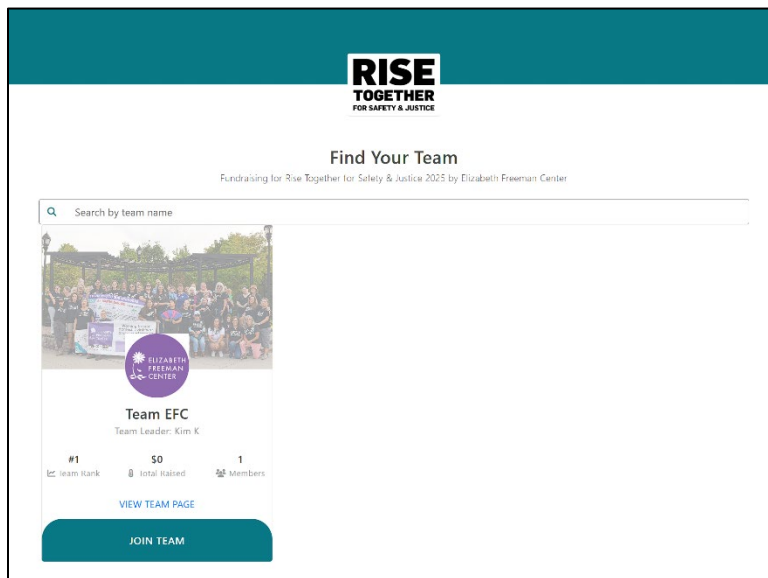 RISE
TOGETHER
FOR SAFETY & JUSTICE
Find Your Team
Fundraising for Rise Together for Safety & Justice 2025 by Elizabeth Freeman Center
Search by team name
ELIZABETH
FREEMAN
CENTER
Team EFC
Team Leader: Kim K
#1 $0 1
Team Rank Total Raised Members
VIEW TEAM PAGE
JOIN TEAM